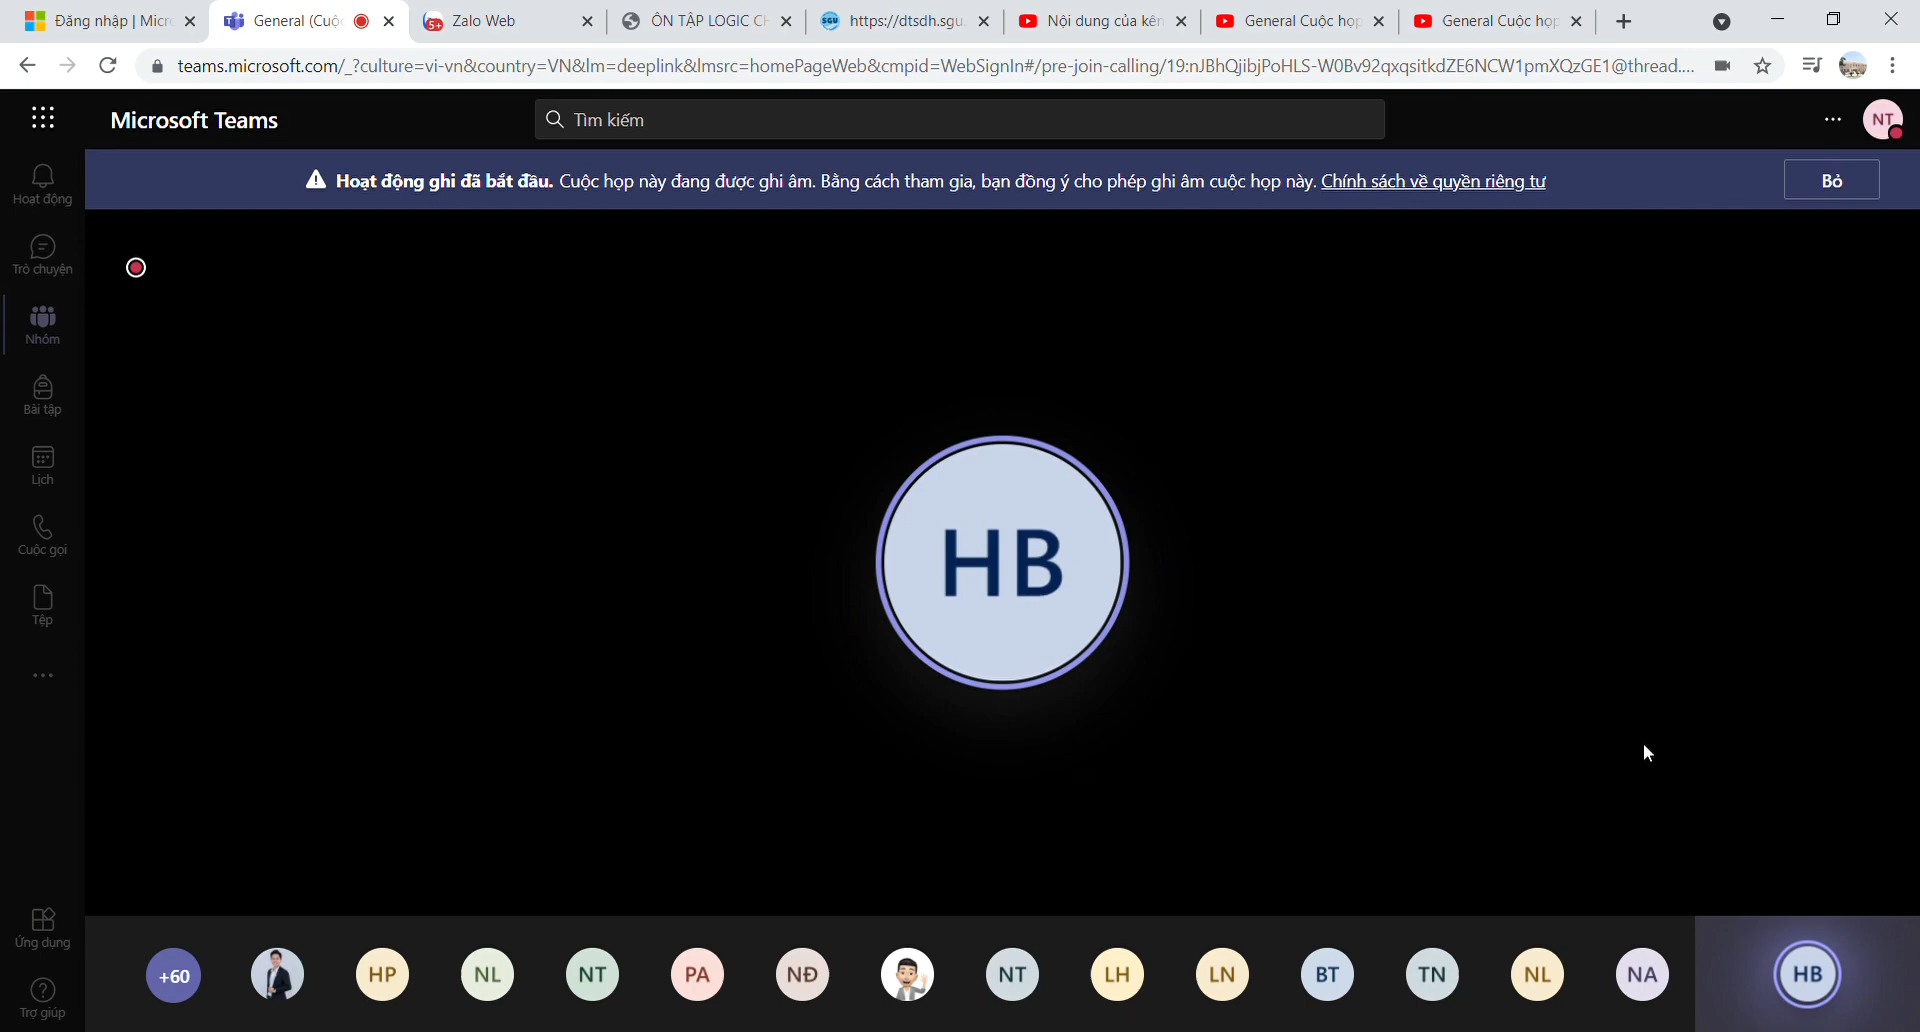 Đăng nhập | Micr
General (Cuộ
5+
Zalo Web
ÔN TẬP LOGIC CH
SGU
https://dtsdh.sgu.
Nội dung của kên
General Cuộc họp
General Cuộc họp
teams.microsoft.com/_?culture=vi-vn&country=VN&lm=deeplink&lmsrc=homePageWeb&cmpid=WebSignIn#/pre-join-calling/19:nJBhQjibjPoHLS-W0Bv92qxqsitkdZE6NCW1pmXQzGE1@thread....
Microsoft Teams
Tìm kiếm
NT
Hoạt động ghi đã bắt đầu. Cuộc họp này đang được ghi âm. Bằng cách tham gia, bạn đồng ý cho phép ghi âm cuộc họp này. Chính sách về quyền riêng tư
Bỏ
Hoạt động
Trò chuyện
Nhóm
Bài tập
Lịch
Cuộc gọi
Tệp
HB
Ứng dụng
Trợ giúp
+60
HP
NL
NT
PA
NĐ
NT
LH
LN
BT
TN
NL
NA
HB